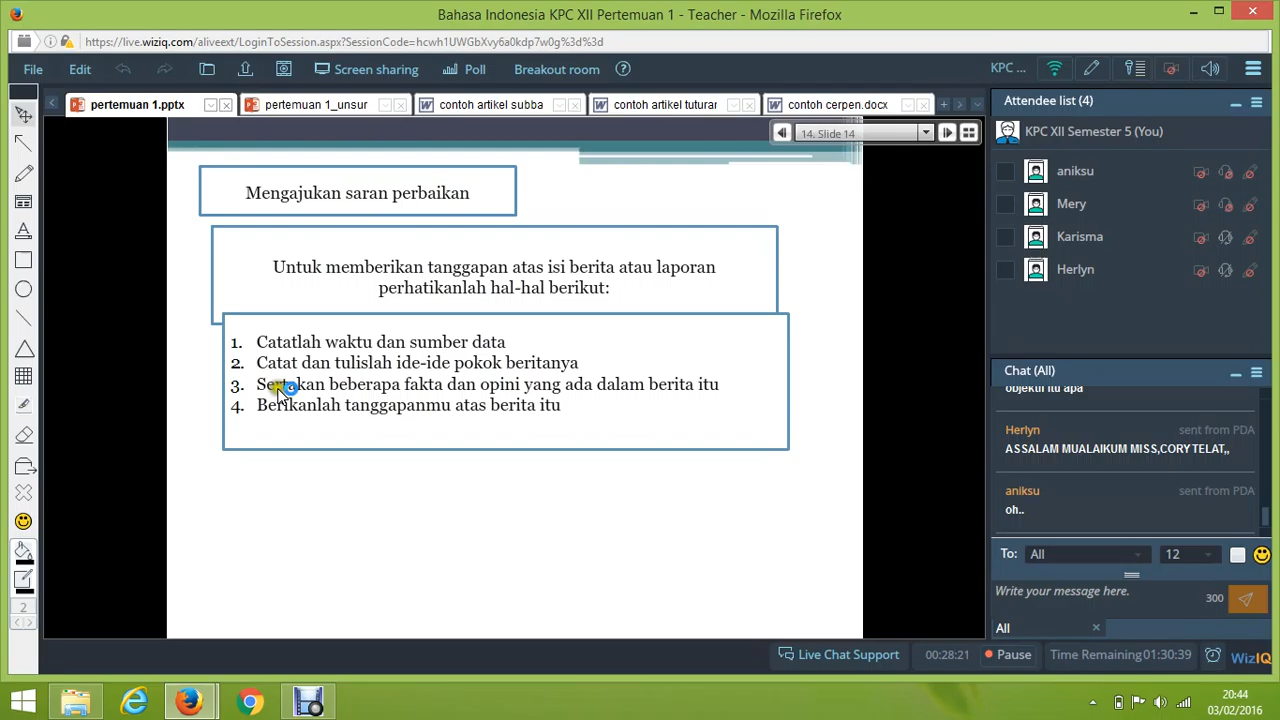 Bahasa Indonesia KPC XII Pertemuan 1 - Teacher - Mozilla Firefox
https://live.wiziq.com/aliveext/LoginToSession.aspx?SessionCode=hcwh1UWGbXvy6a0kdp7w0g%3d%3d
File Edit Screen sharing Poll Breakout room KPC ...
pertemuan 1.pptx pertemuan 1_unsur contoh artikel subba contoh artikel tuturar contoh cerpen.docx
14. Slide 14
Mengajukan saran perbaikan
Untuk memberikan tanggapan atas isi berita atau laporan
perhatikanlah hal-hal berikut:
1. Catatlah waktu dan sumber data
2. Catat dan tulislah ide-ide pokok beritanya
3. Sertakan beberapa fakta dan opini yang ada dalam berita itu
4. Berikanlah tanggapanmu atas berita itu
Attendee list (4)
KPC XII Semester 5 (You)
aniksu
Mery
Karisma
Herlyn
Chat (All)
objektif itu apa
Herlyn sent from PDA
ASSALAM MUALAIKUM MISS,CORY TELAT,,
aniksu sent from PDA
oh..
To: All 12
Write your message here. 300
All
2
Live Chat Support 00:28:21 Pause Time Remaining 01:30:39 WizIQ
20:44
03/02/2016